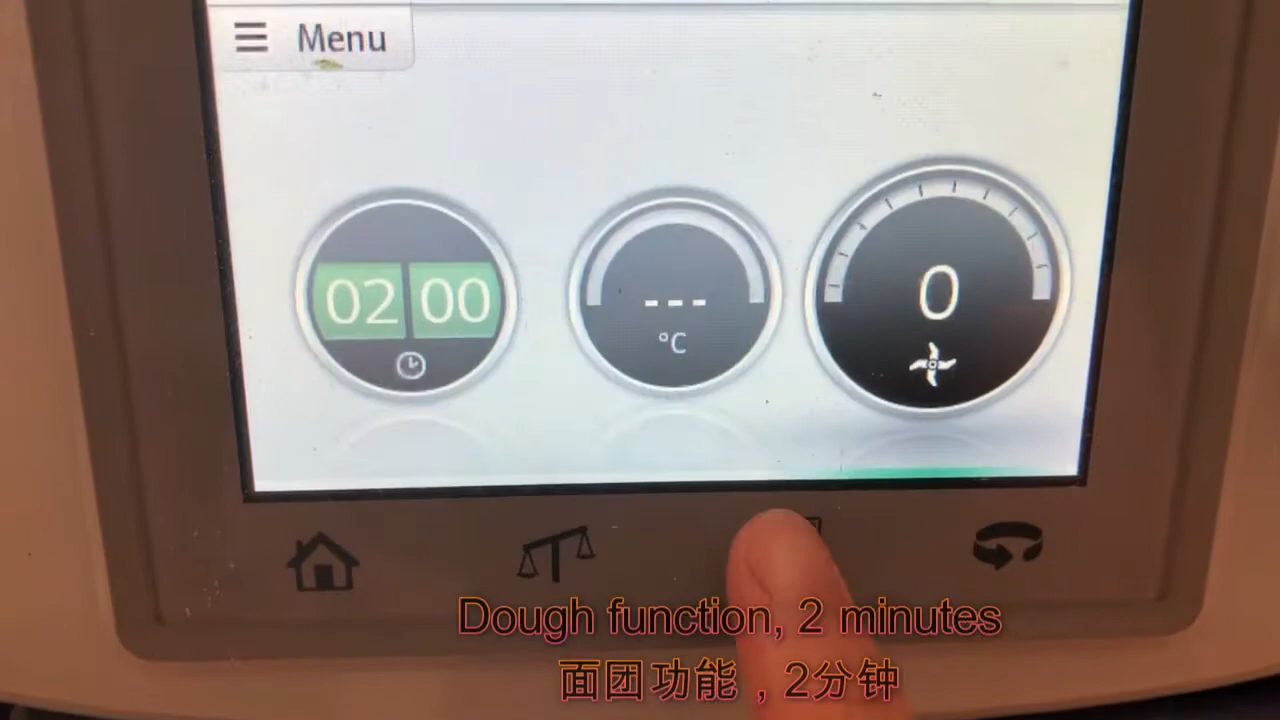 Menu
02 00
---
°C
0
Dough function, 2 minutes
面团功能，2分钟